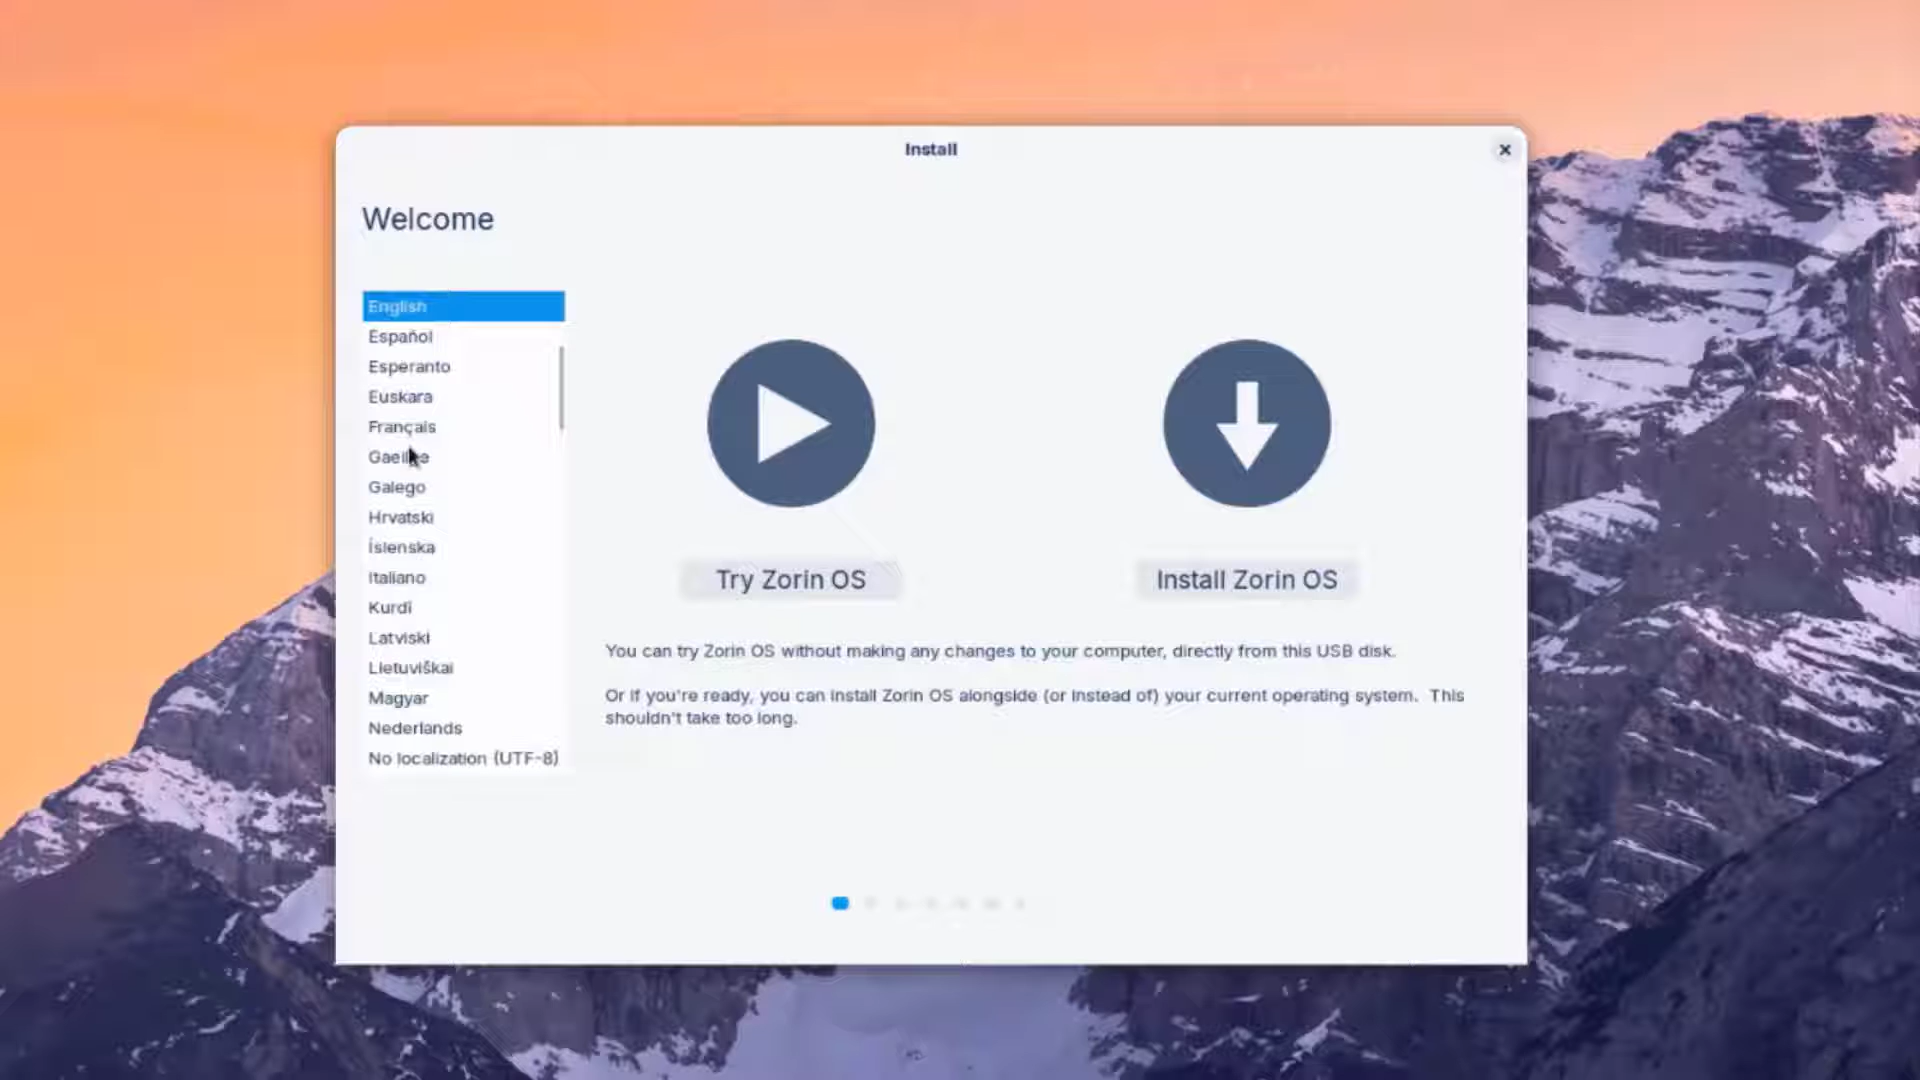 Install
Welcome
English
Español
Esperanto
Euskara
Français
Gaeilge
Galego
Hrvatski
Íslenska
Italiano
Kurdî
Latviski
Lietuviškai
Magyar
Nederlands
No localization (UTF-8)
Try Zorin OS
Install Zorin OS
You can try Zorin OS without making any changes to your computer, directly from this USB disk.
Or if you're ready, you can install Zorin OS alongside (or instead of) your current operating system. This
shouldn't take too long.